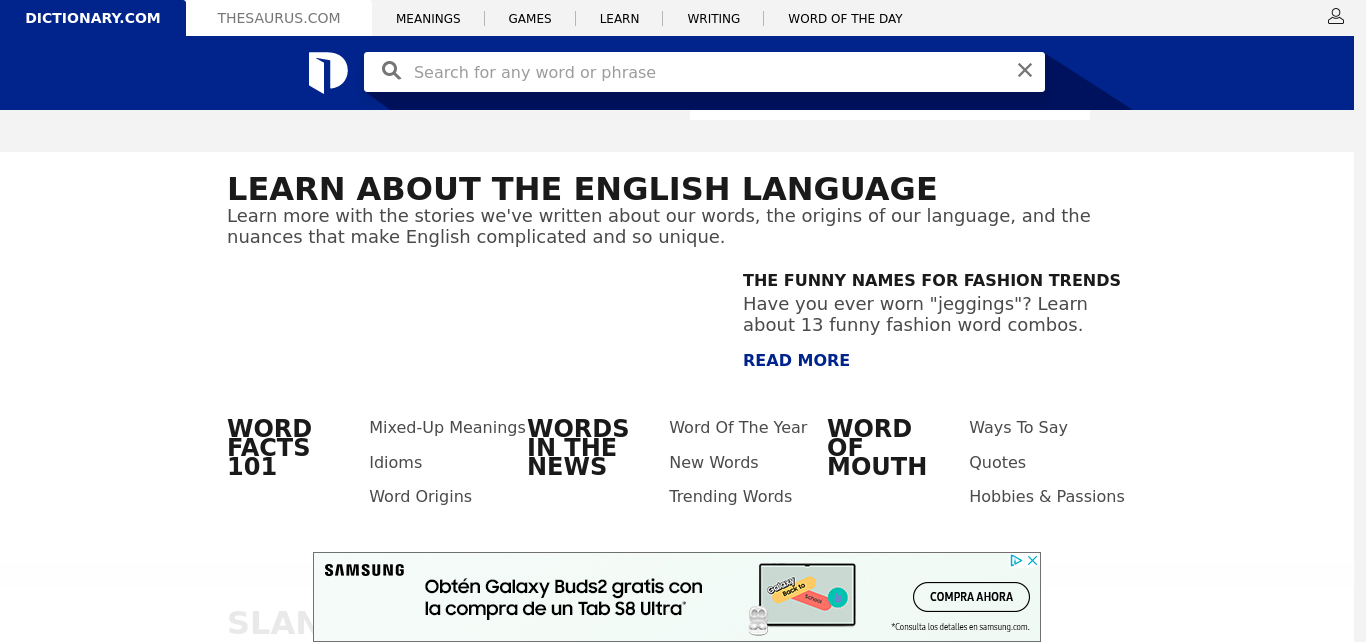 DICTIONARY.COM
THESAURUS.COM
MEANINGS
GAMES
LEARN
WRITING
WORD OF THE DAY
Search for any word or phrase
LEARN ABOUT THE ENGLISH LANGUAGE
Learn more with the stories we've written about our words, the origins of our language, and the
nuances that make English complicated and so unique.
THE FUNNY NAMES FOR FASHION TRENDS
Have you ever worn "jeggings"? Learn
about 13 funny fashion word combos.
READ MORE
WORD
FACTS
101
Mixed-Up Meanings
Idioms
Word Origins
WORDS
IN THE
NEWS
Word Of The Year
New Words
Trending Words
WORD
OF
MOUTH
Ways To Say
Quotes
Hobbies & Passions
SAMSUNG
Obtén Galaxy Buds2 gratis con
la compra de un Tab S8 Ultra*
Galaxy
Back to
School
COMPRA AHORA
*Consulta los detalles en samsung.com.